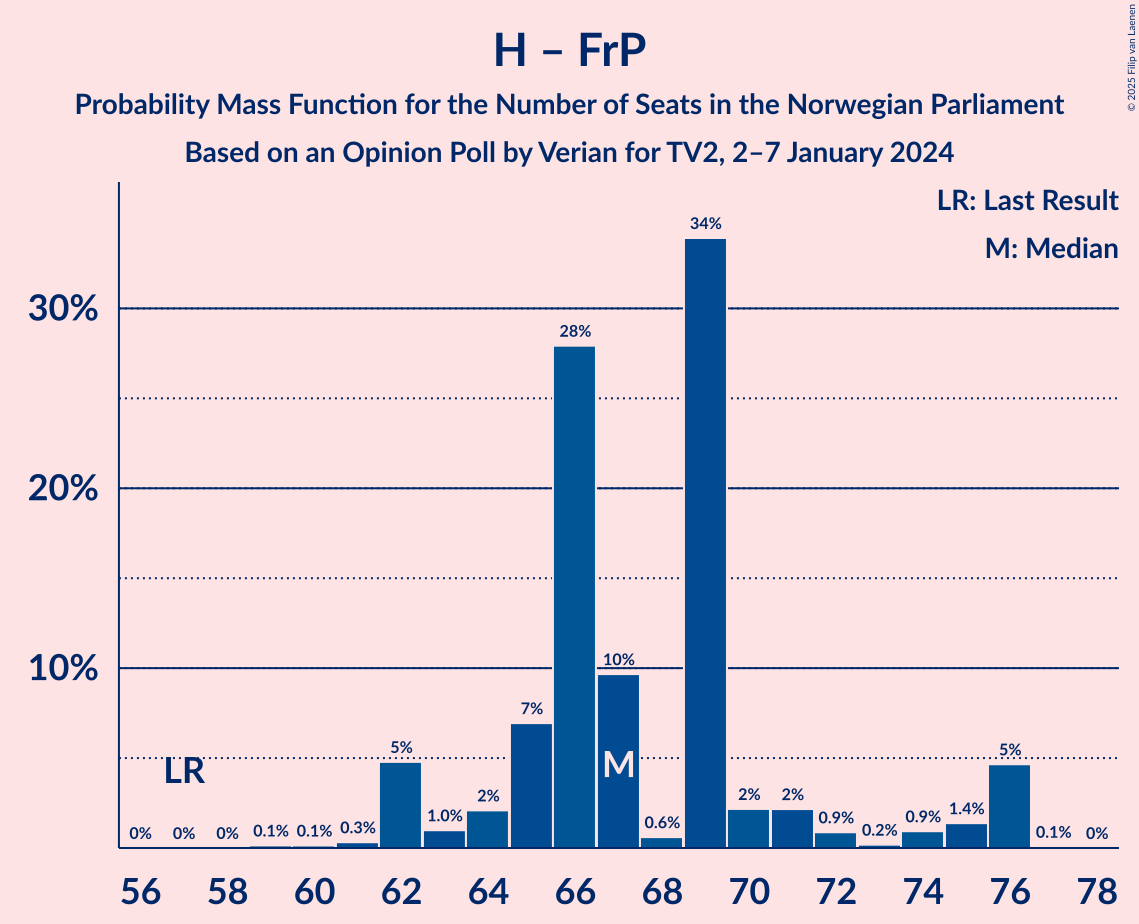 © 2025 Filip van Laenen
H – FrP
Probability Mass Function for the Number of Seats in the Norwegian Parliament
Based on an Opinion Poll by Verian for TV2, 2–7 January 2024
LR: Last Result
M: Median
30%
20%
10%
0% 0% 0% 0.1% 0.1% 0.3% 5% 1.0% 2% 7% 28% 10% 0.6% 34% 2% 2% 0.9% 0.2% 0.9% 1.4% 5% 0.1% 0%
LR
M
56 58 60 62 64 66 68 70 72 74 76 78